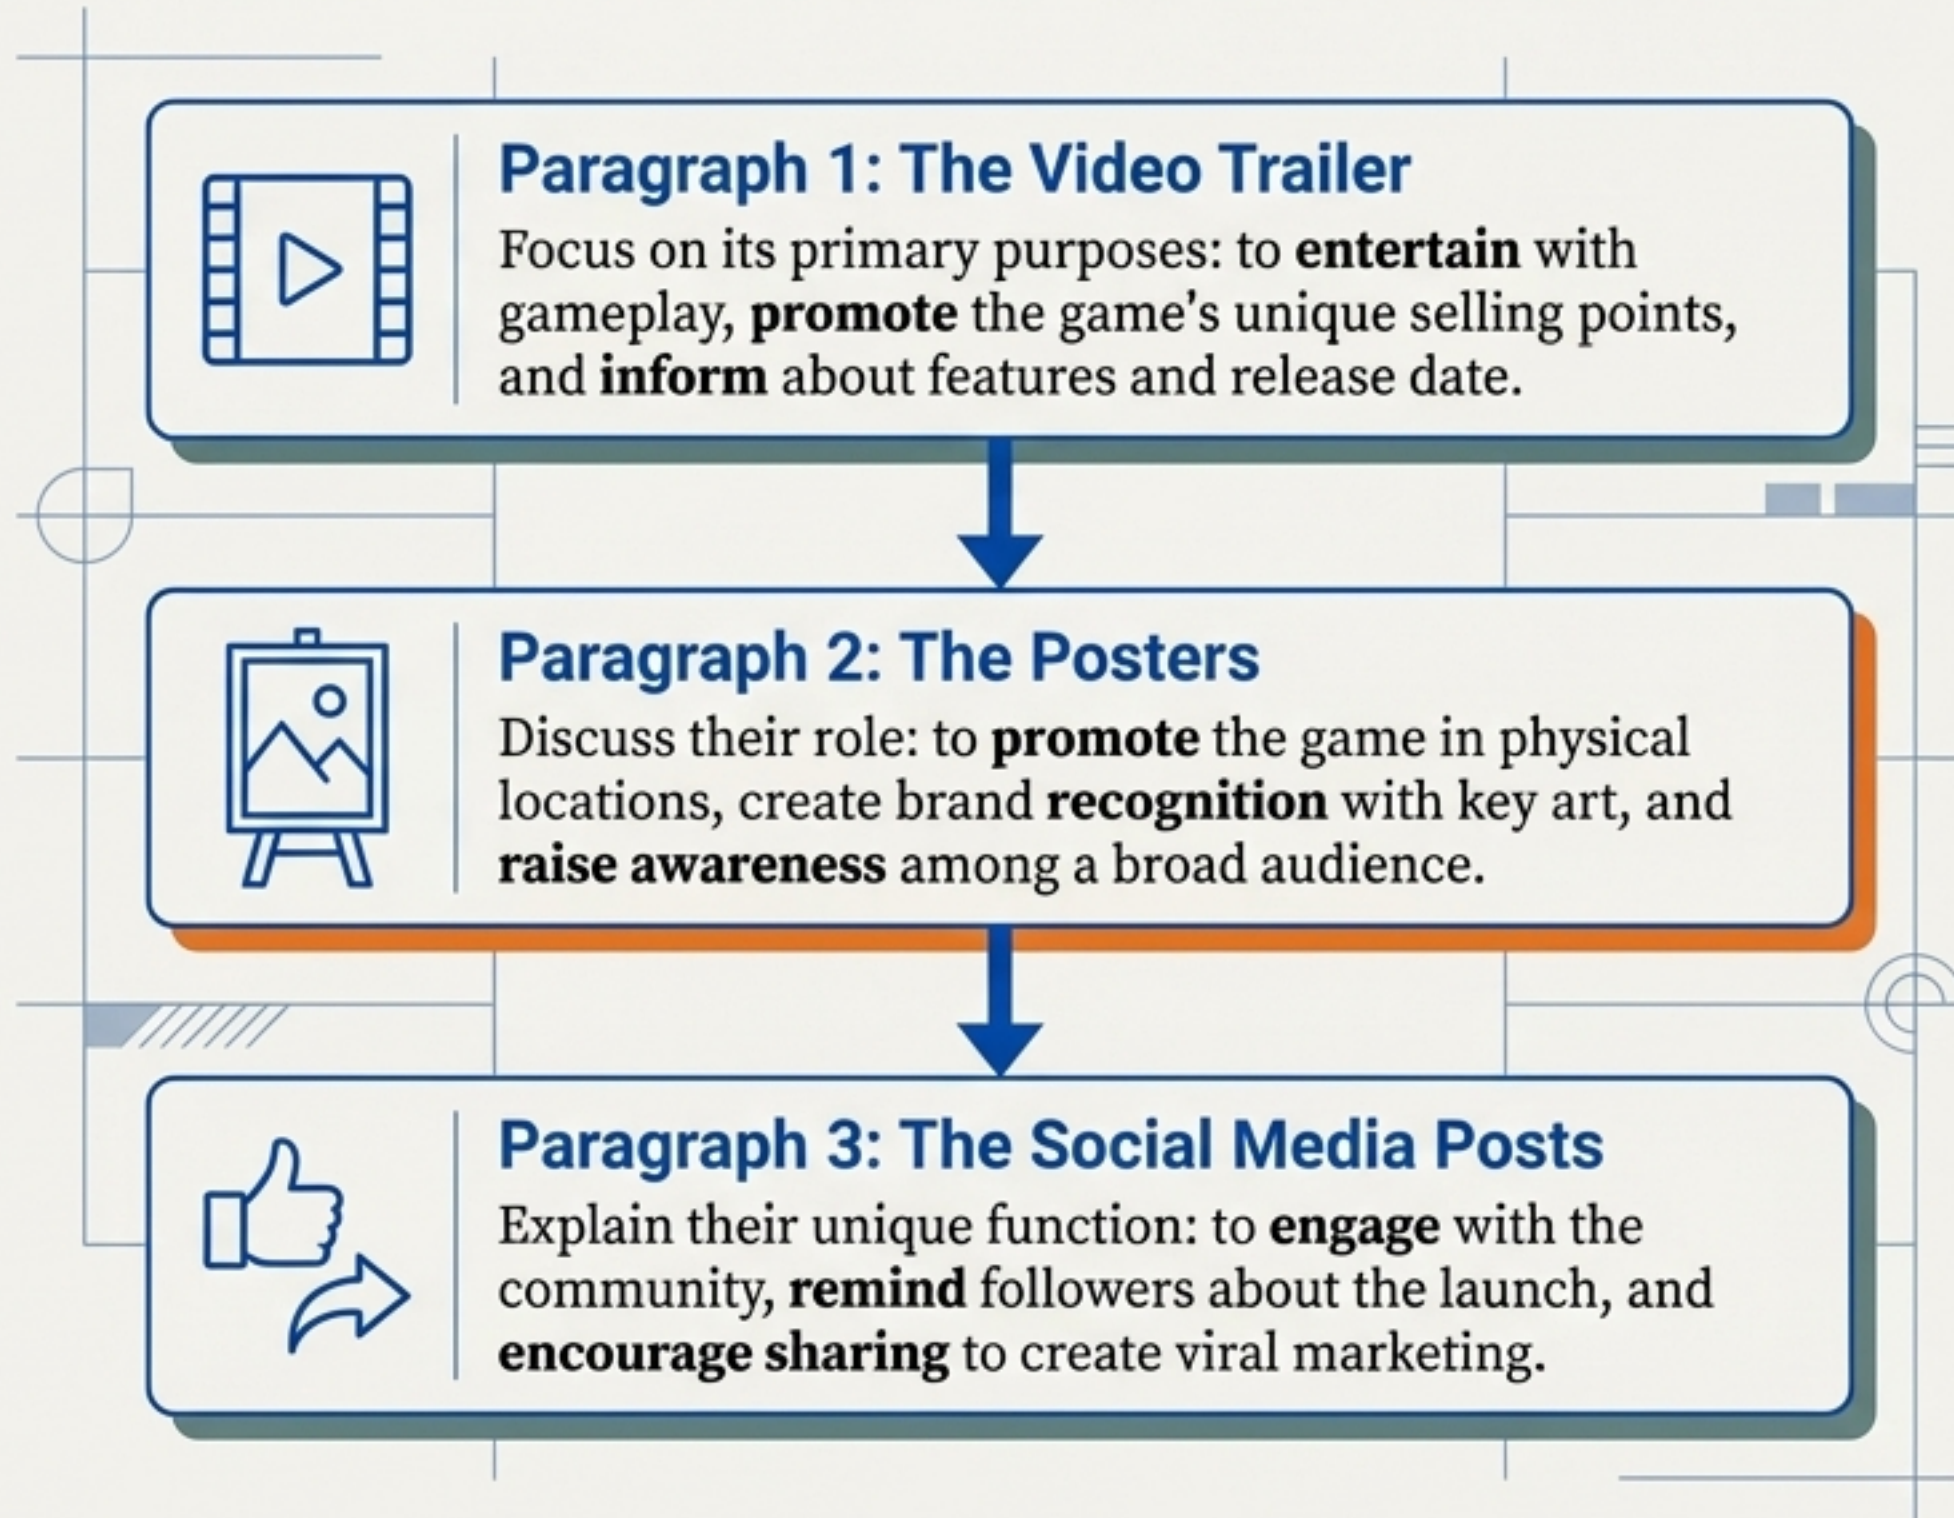 Paragraph 1: The Video Trailer
Focus on its primary purposes: to entertain with
gameplay, promote the game’s unique selling points,
and inform about features and release date.
Paragraph 2: The Posters
Discuss their role: to promote the game in physical
locations, create brand recognition with key art, and
raise awareness among a broad audience.
Paragraph 3: The Social Media Posts
Explain their unique function: to engage with the
community, remind followers about the launch, and
encourage sharing to create viral marketing.